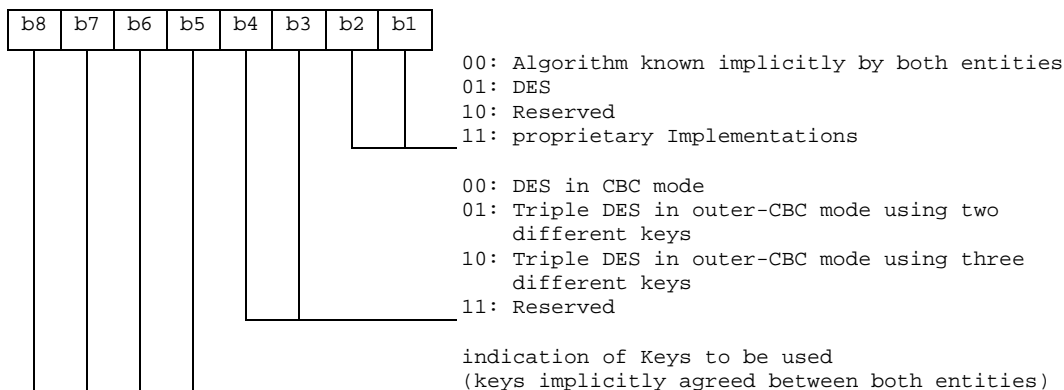 b8 b7 b6 b5 b4 b3 b2 b1
00: Algorithm known implicitly by both entities
01: DES
10: Reserved
11: proprietary Implementations
00: DES in CBC mode
01: Triple DES in outer-CBC mode using two
different keys
10: Triple DES in outer-CBC mode using three
different keys
11: Reserved
indication of Keys to be used
(keys implicitly agreed between both entities)